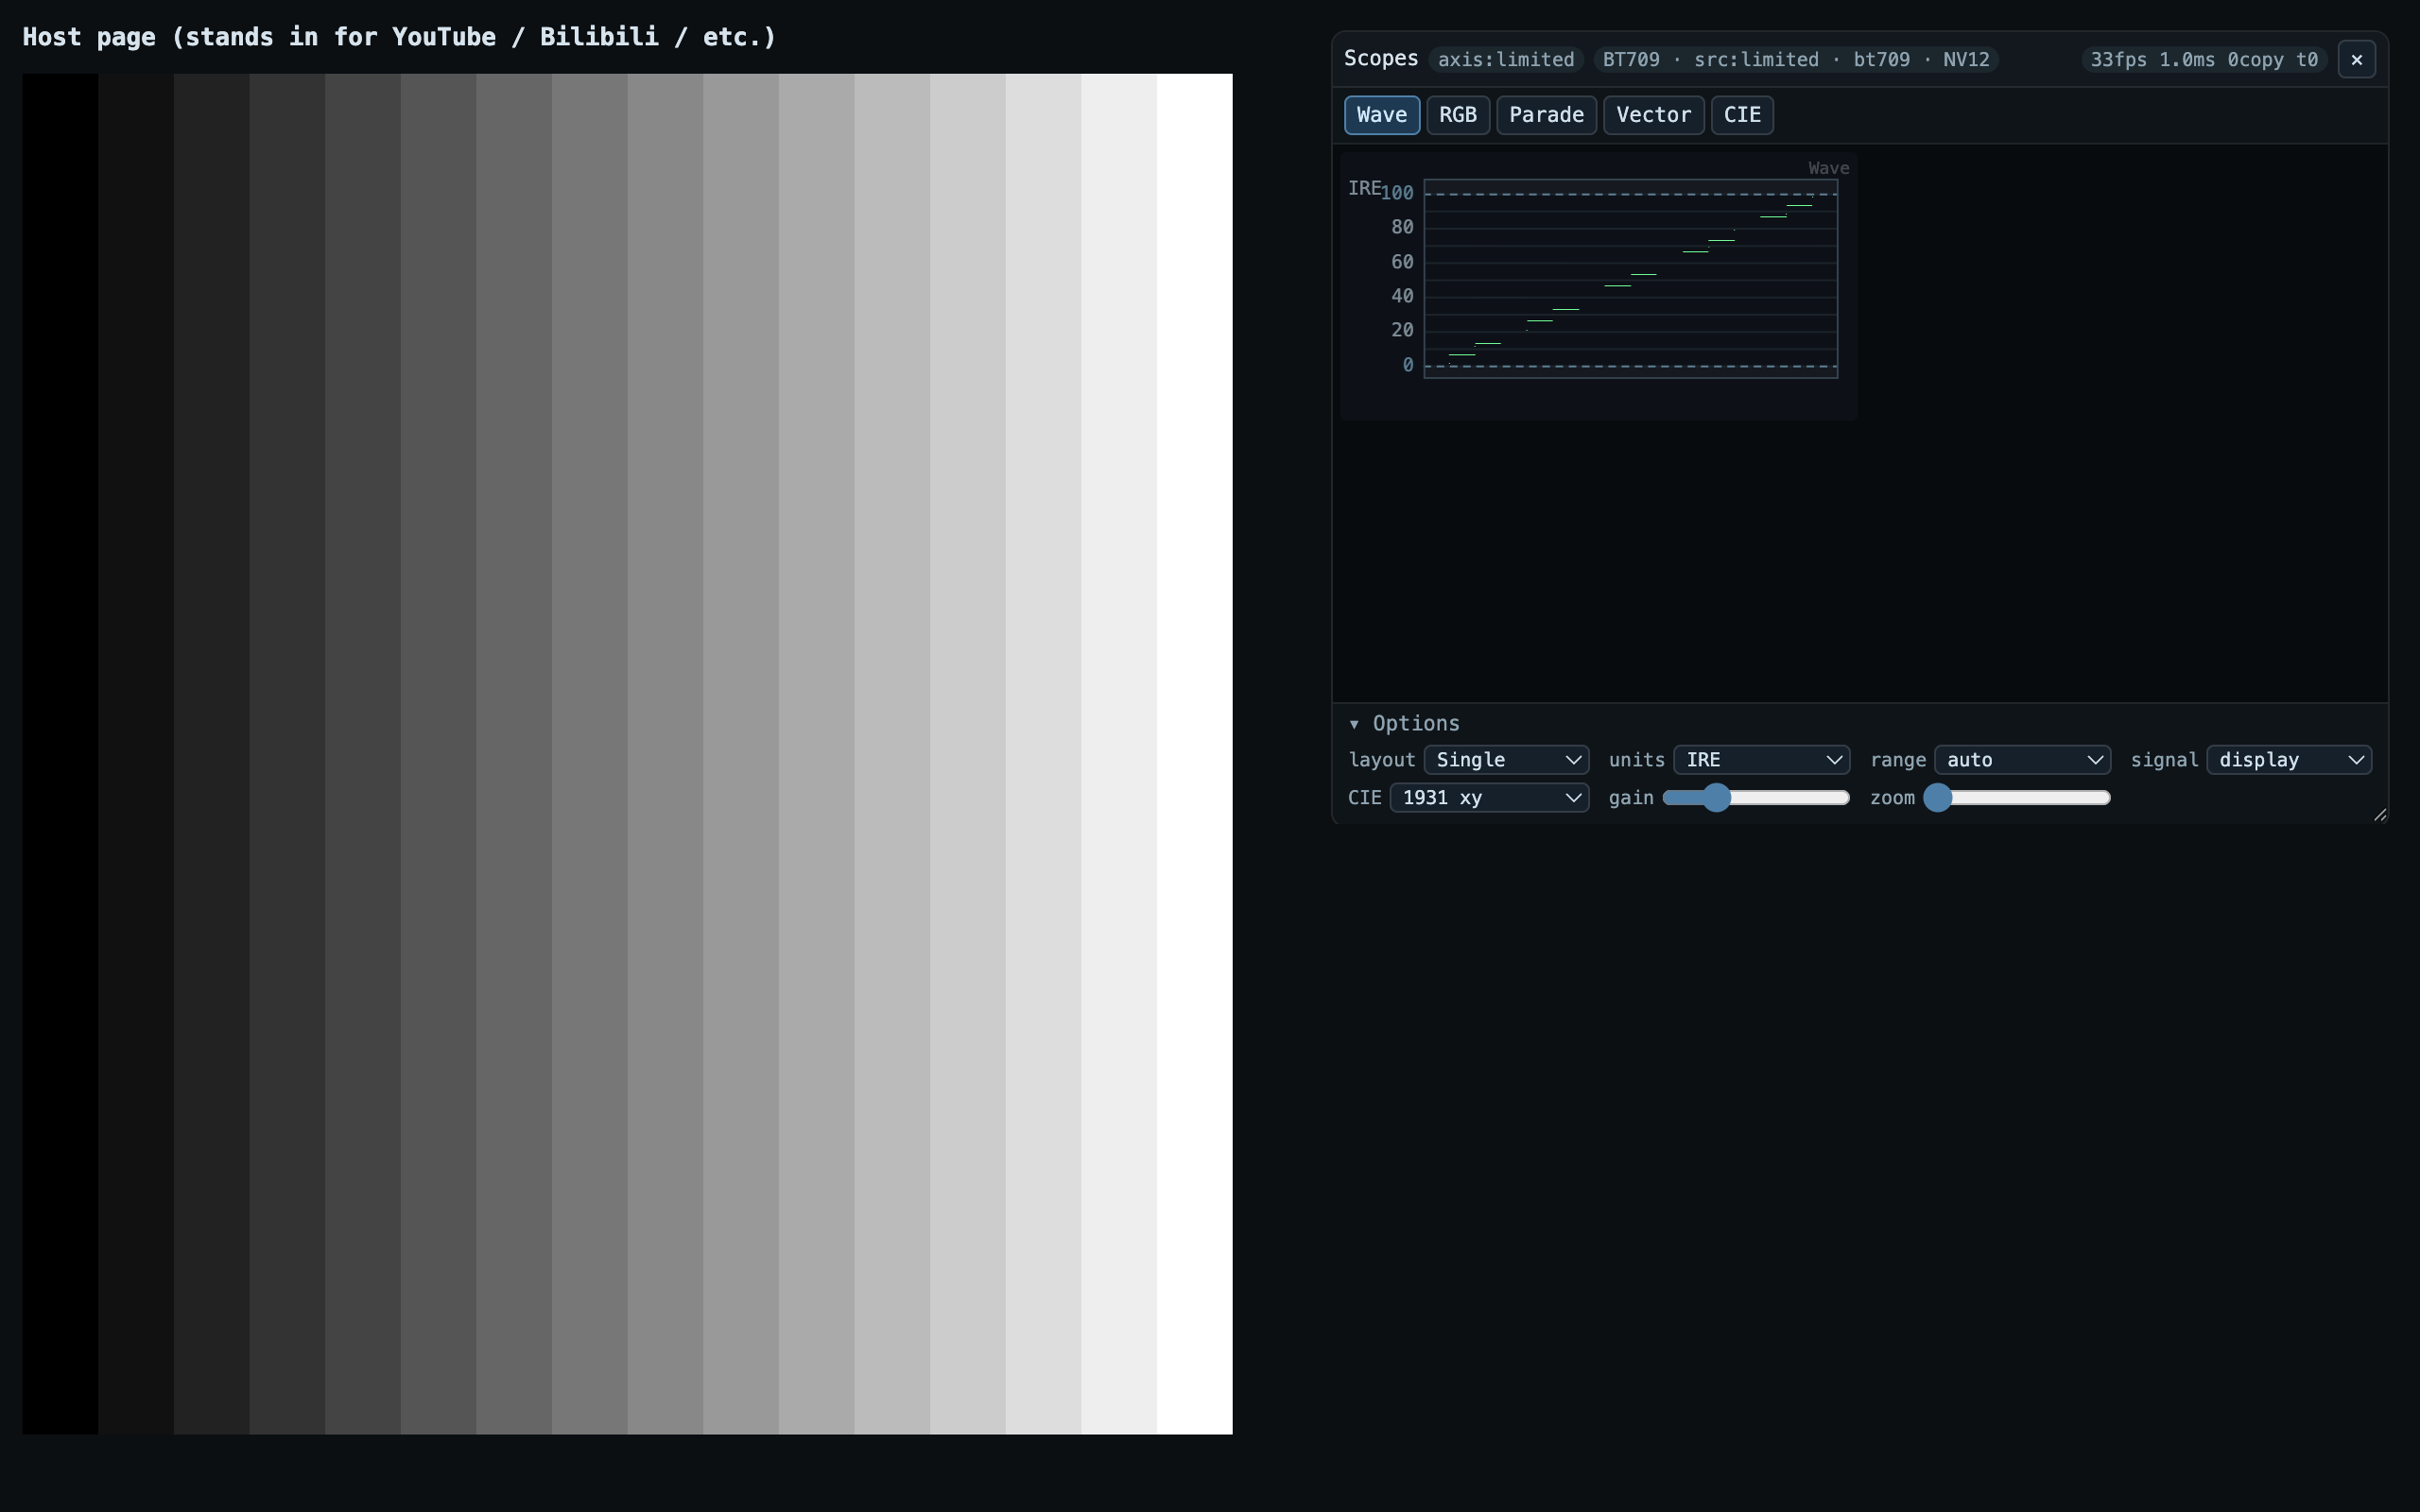 Host page (stands in for YouTube / Bilibili / etc.)
Scopes axis:limited BT709 · src:limited · bt709 · NV12 33fps 1.0ms 0copy t0 ×
Wave RGB Parade Vector CIE
Wave
IRE
100
80
60
40
20
0
▼ Options
layout Single units IRE range auto signal display
CIE 1931 xy gain zoom